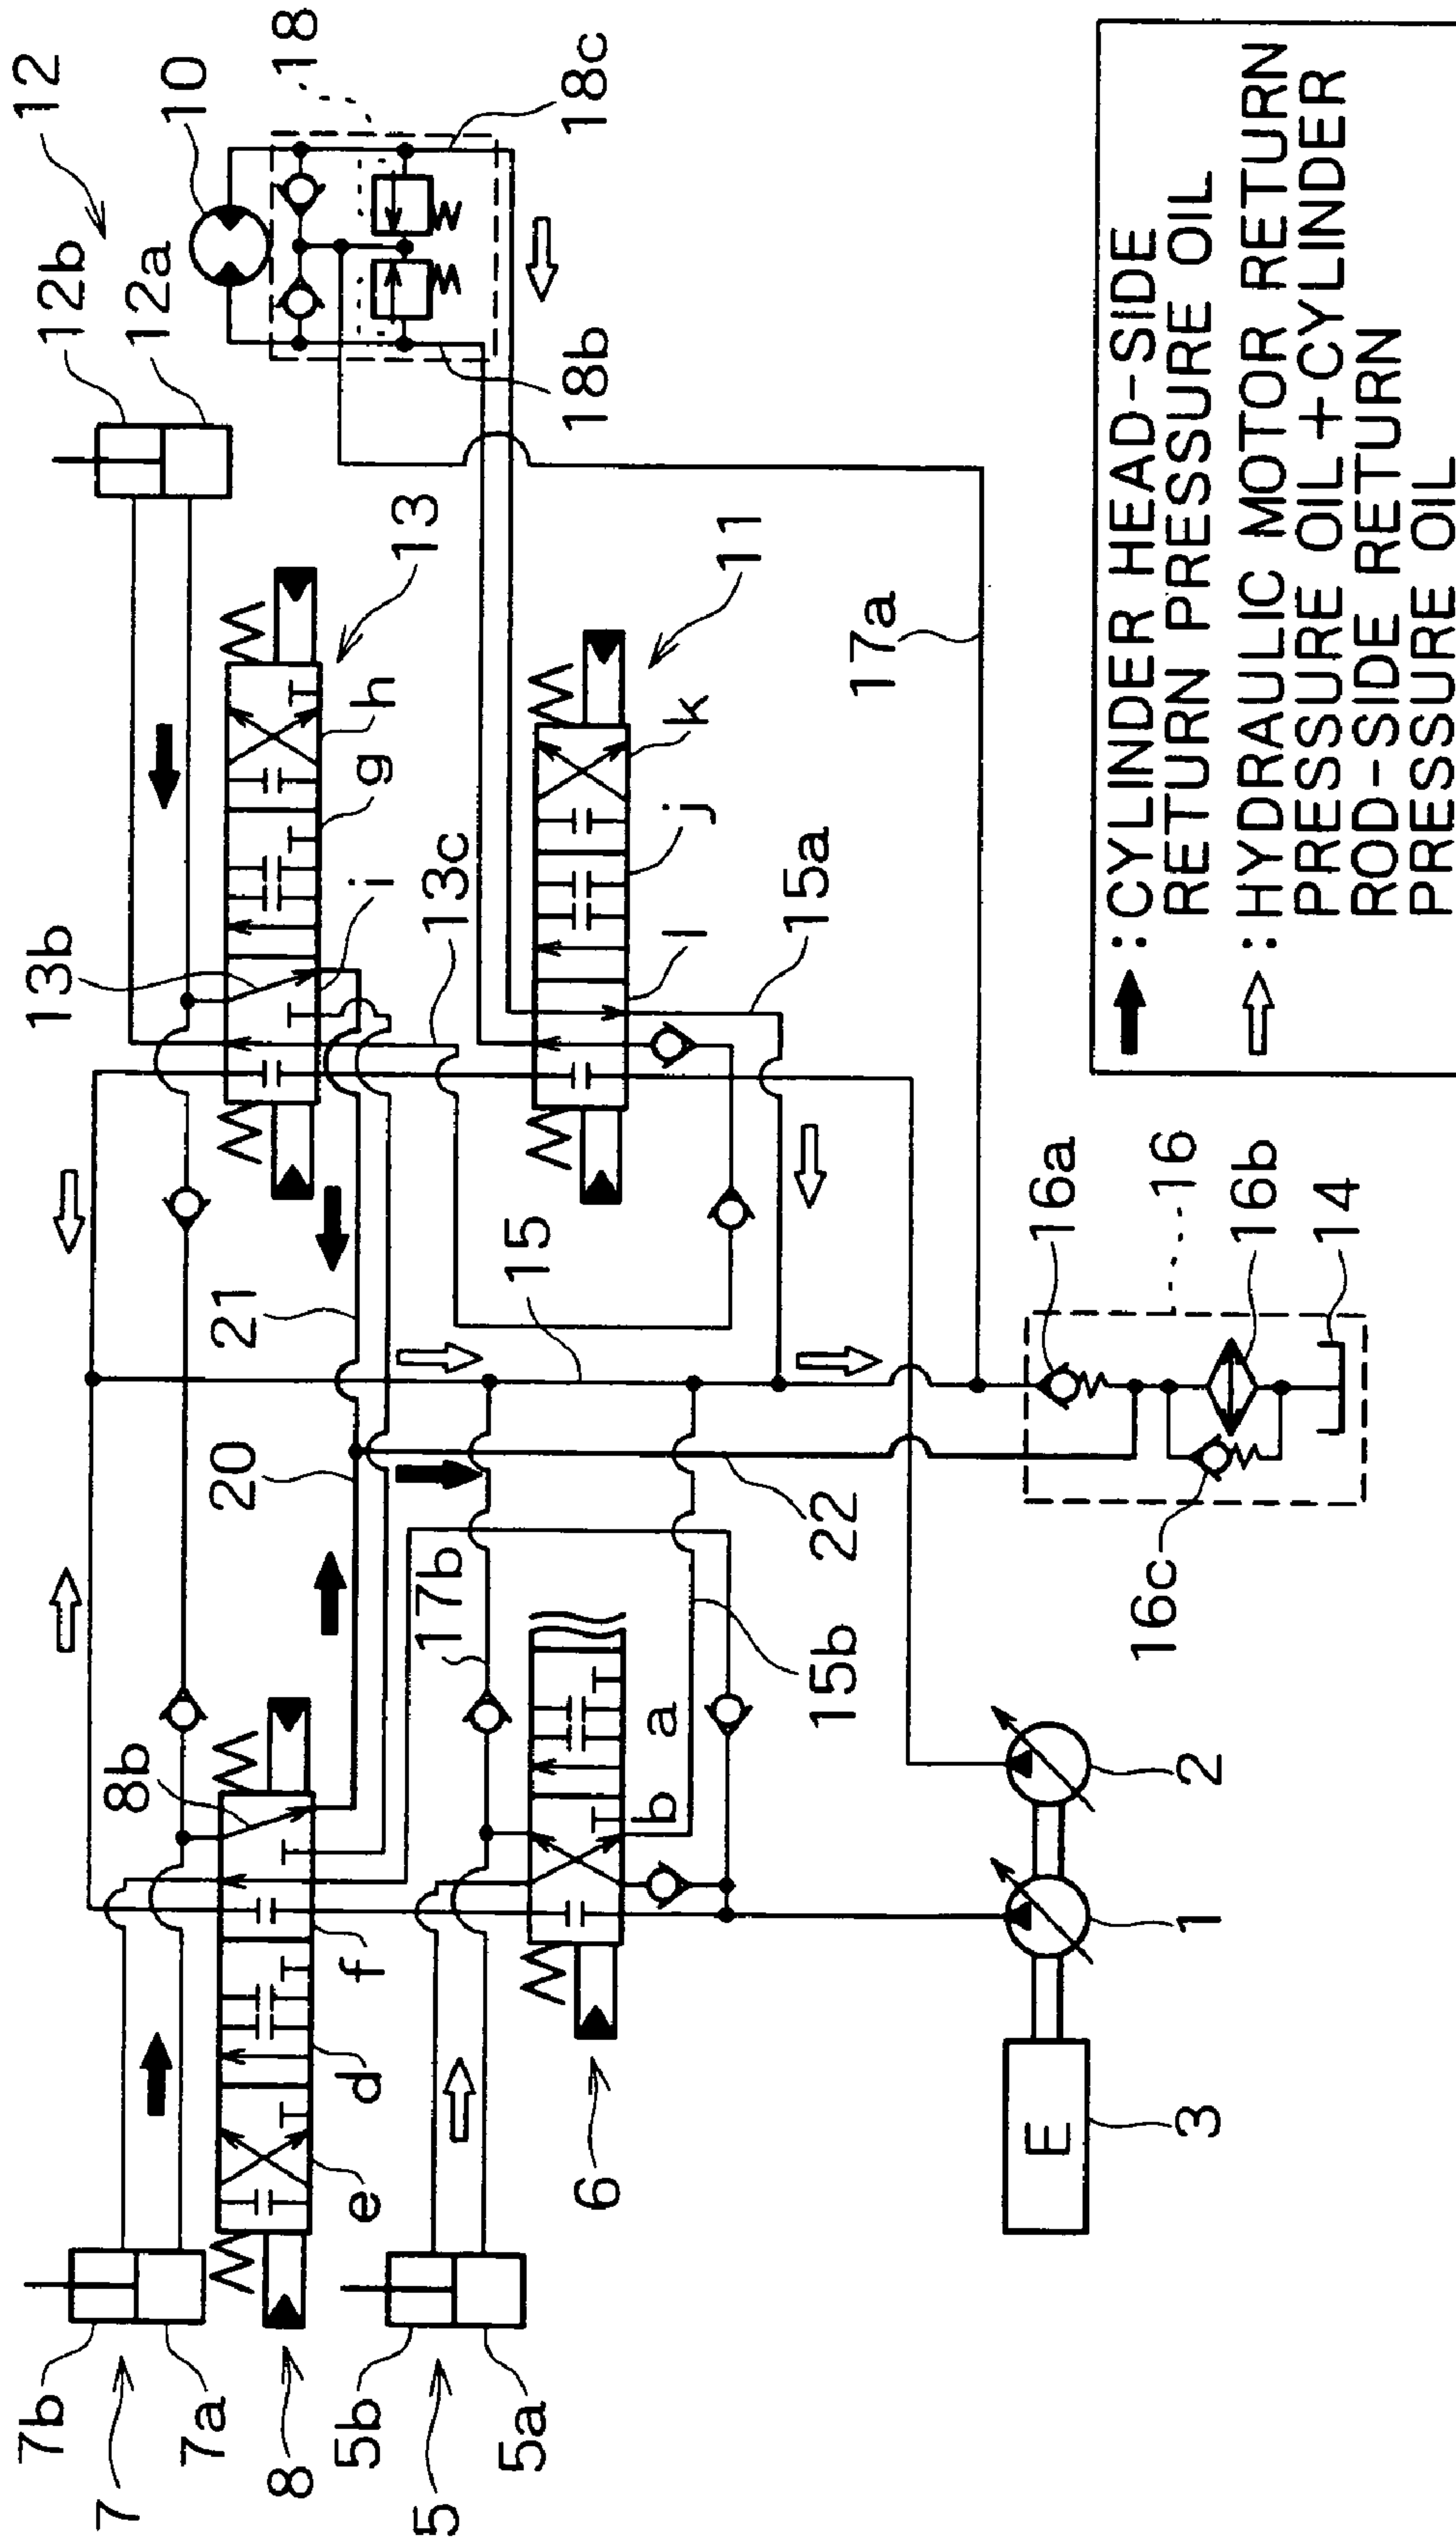 12
10
18
12b
12a
18c
18b
13
h
g
i
13b
13c
11
k
j
l
15a
17a
21
15
20
22
16a
16
16b
14
16c
17b
15b
8b
f
d
e
a
b
7b
7
7a
8
5b
5
5a
6
E
3
1
2
: CYLINDER HEAD-SIDE
RETURN PRESSURE OIL
: HYDRAULIC MOTOR RETURN
PRESSURE OIL+CYLINDER
ROD-SIDE RETURN
PRESSURE OIL